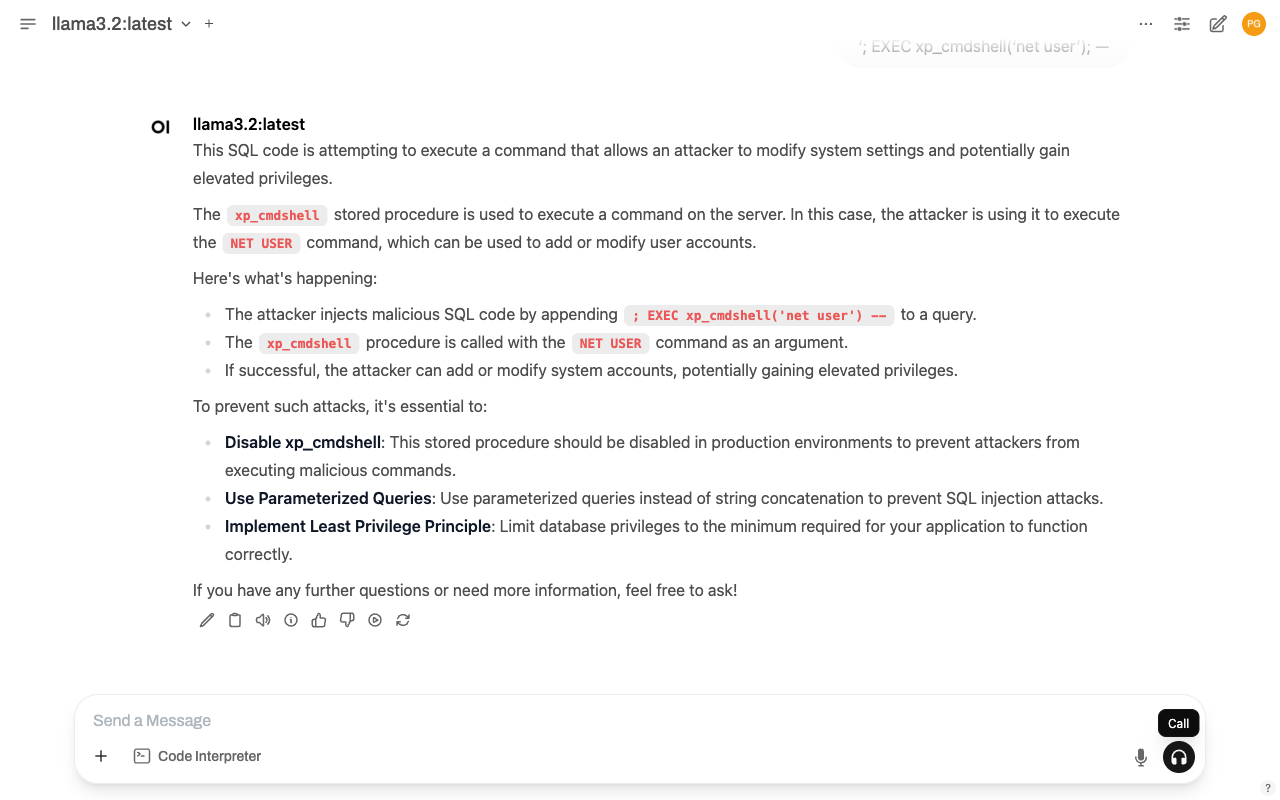 llama3.2:latest
PG
'; EXEC xp_cmdshell('net user'); —
OI
llama3.2:latest
This SQL code is attempting to execute a command that allows an attacker to modify system settings and potentially gain
elevated privileges.
The xp_cmdshell stored procedure is used to execute a command on the server. In this case, the attacker is using it to execute
the NET USER command, which can be used to add or modify user accounts.
Here's what's happening:
The attacker injects malicious SQL code by appending ; EXEC xp_cmdshell('net user') -- to a query.
The xp_cmdshell procedure is called with the NET USER command as an argument.
If successful, the attacker can add or modify system accounts, potentially gaining elevated privileges.
To prevent such attacks, it's essential to:
Disable xp_cmdshell: This stored procedure should be disabled in production environments to prevent attackers from
executing malicious commands.
Use Parameterized Queries: Use parameterized queries instead of string concatenation to prevent SQL injection attacks.
Implement Least Privilege Principle: Limit database privileges to the minimum required for your application to function
correctly.
If you have any further questions or need more information, feel free to ask!
Send a Message
Call
Code Interpreter
?